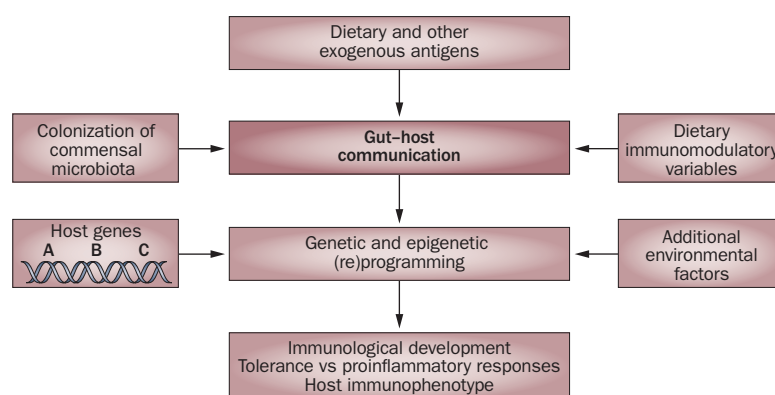 Dietary and other
exogenous antigens
Colonization of
commensal
microbiota
Gut–host
communication
Dietary
immunomodulatory
variables
Host genes
A B C
Genetic and epigenetic
(re)programming
Additional
environmental
factors
Immunological development
Tolerance vs proinflammatory responses
Host immunophenotype